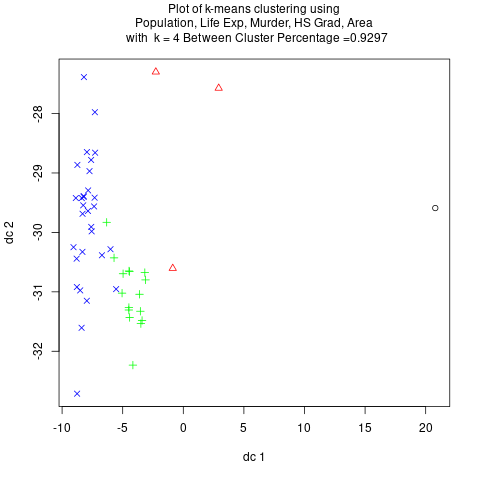 Plot of k-means clustering using
Population, Life Exp, Murder, HS Grad, Area
with k = 4 Between Cluster Percentage =0.9297
-28
-29
-30
-31
-32
dc 2
-10 -5 0 5 10 15 20
dc 1